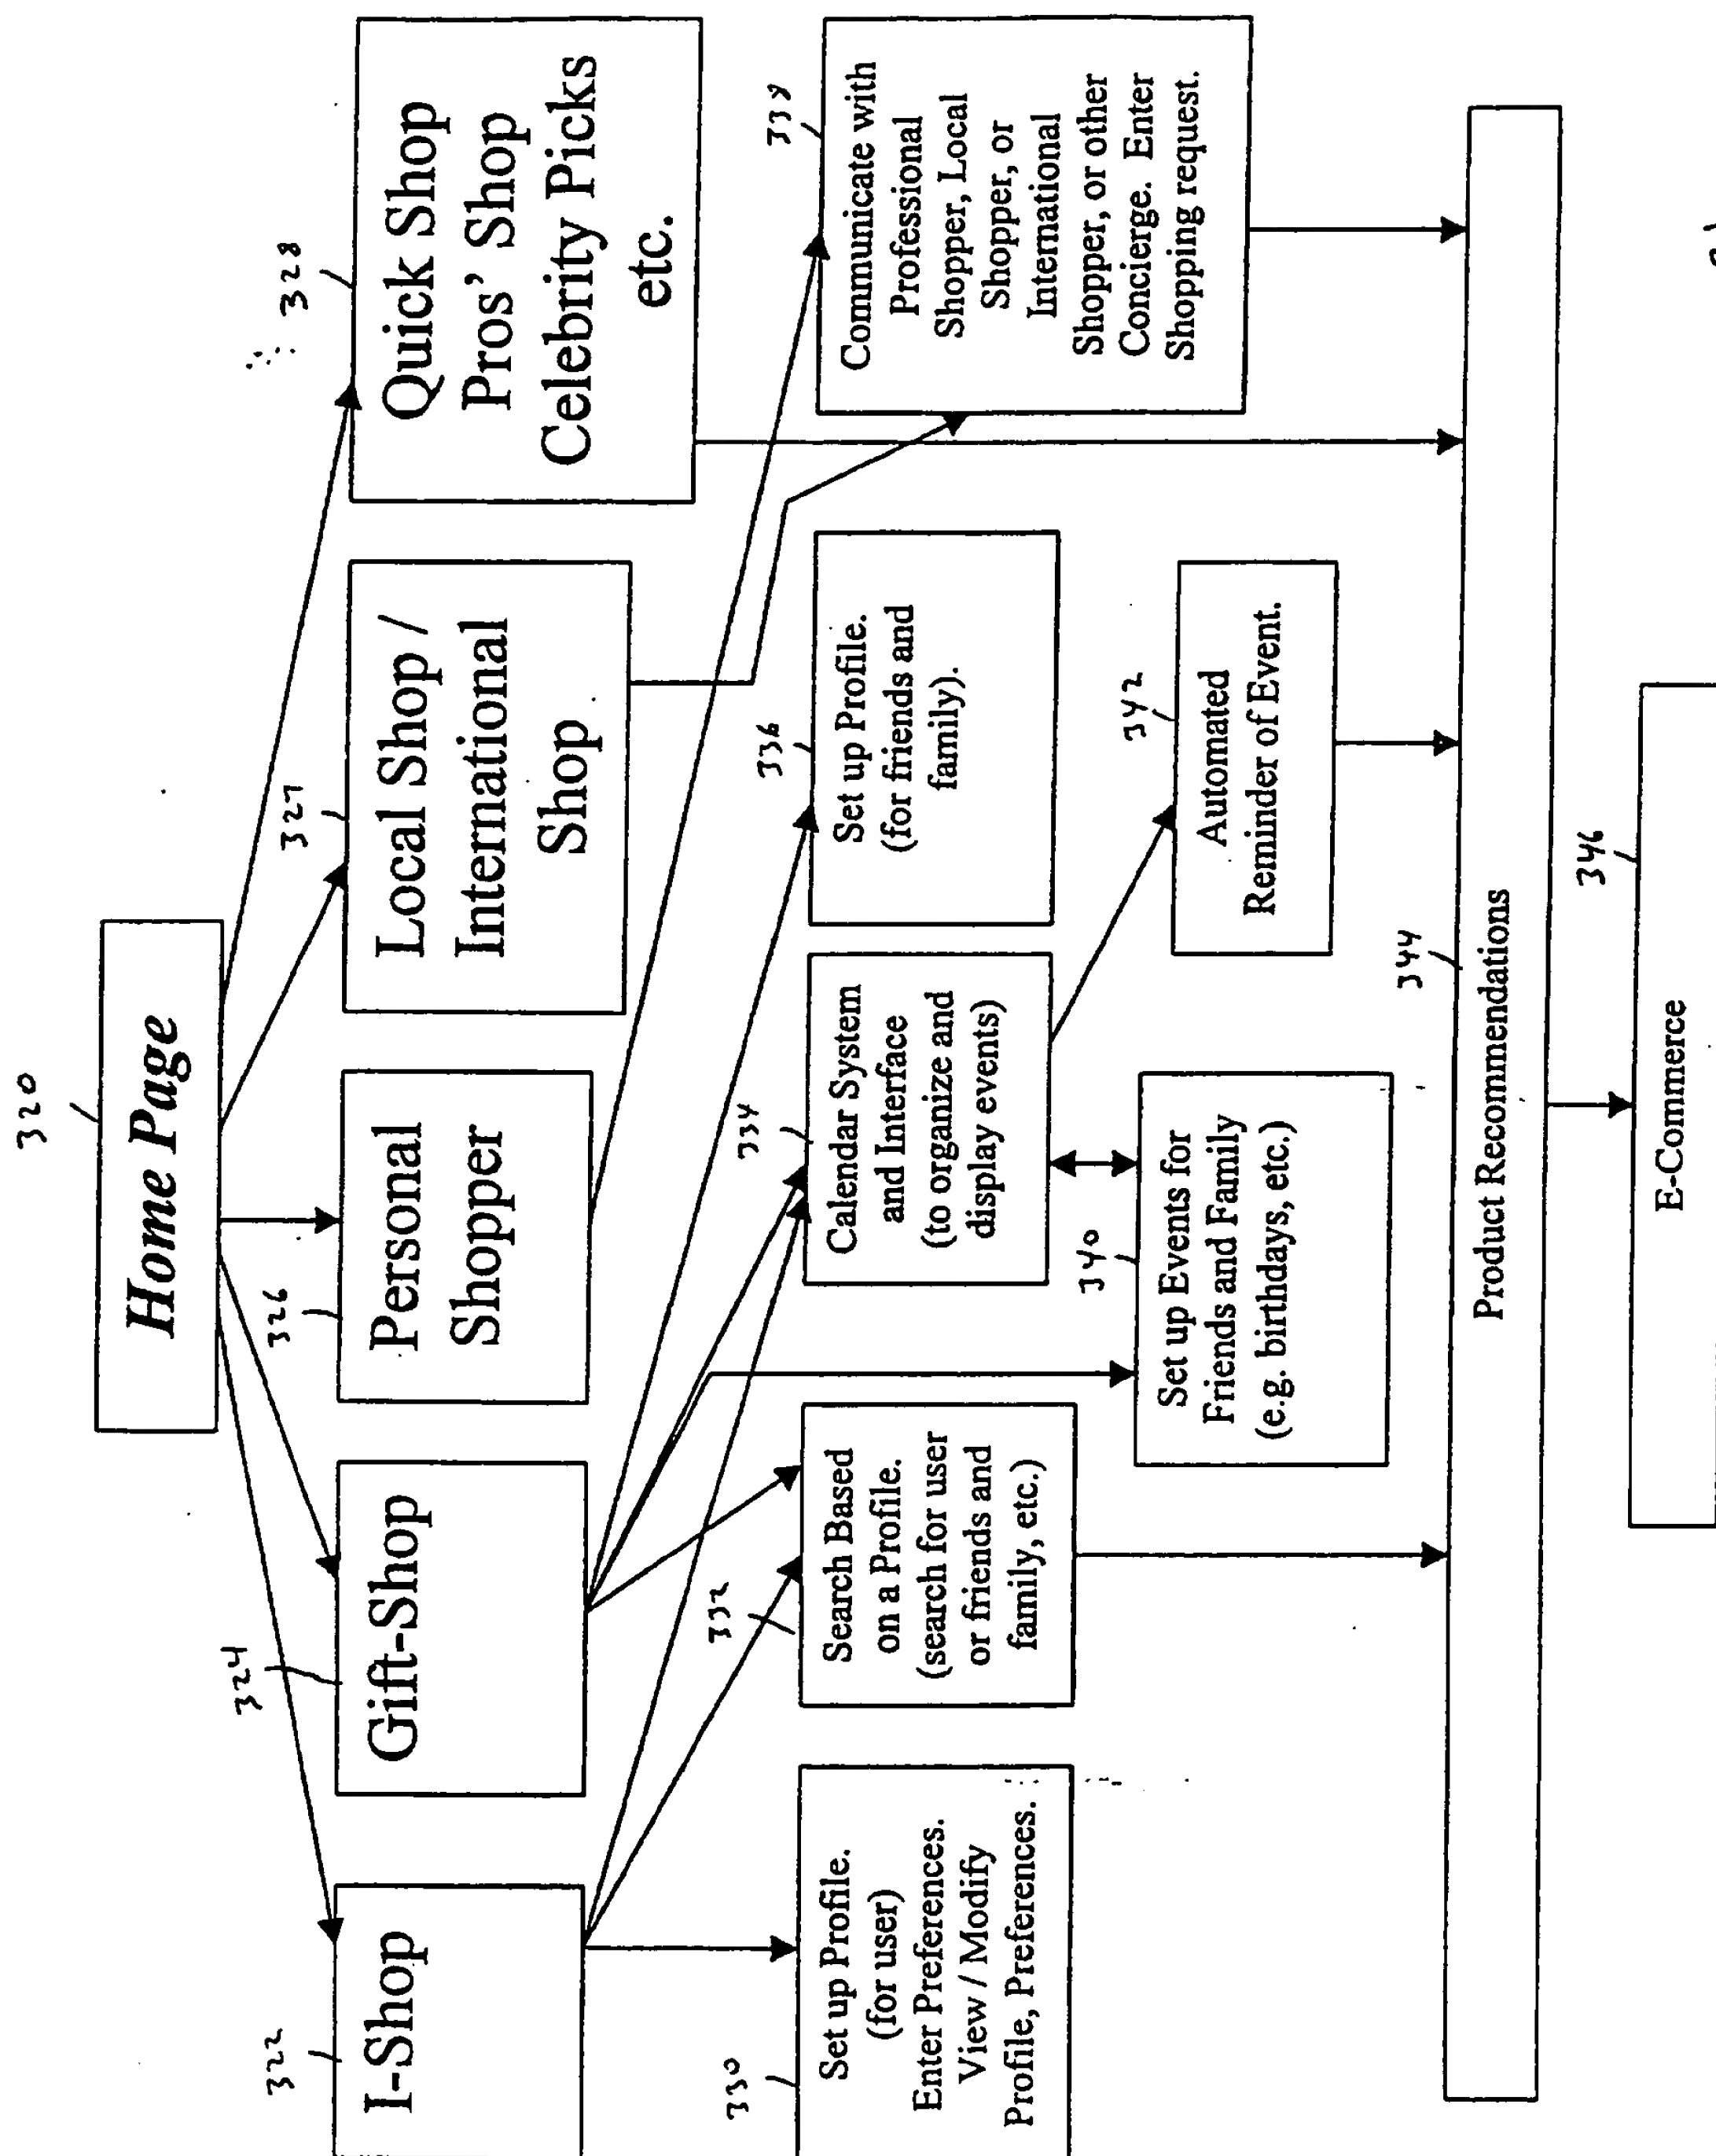 320
Home Page
322
I-Shop
324
Gift-Shop
326
Personal
Shopper
327
Local Shop /
International
Shop
328
Quick Shop
Pros' Shop
Celebrity Picks
etc.
330
Set up Profile.
(for user)
Enter Preferences.
View / Modify
Profile, Preferences.
332
Search Based
on a Profile.
(search for user
or friends and
family, etc.)
334
Calendar System
and Interface
(to organize and
display events)
336
Set up Profile.
(for friends and
family).
338
Communicate with
Professional
Shopper, Local
Shopper, or
International
Shopper, or other
Concierge. Enter
Shopping request.
340
Set up Events for
Friends and Family
(e.g. birthdays, etc.)
342
Automated
Reminder of Event.
344
Product Recommendations
346
E-Commerce